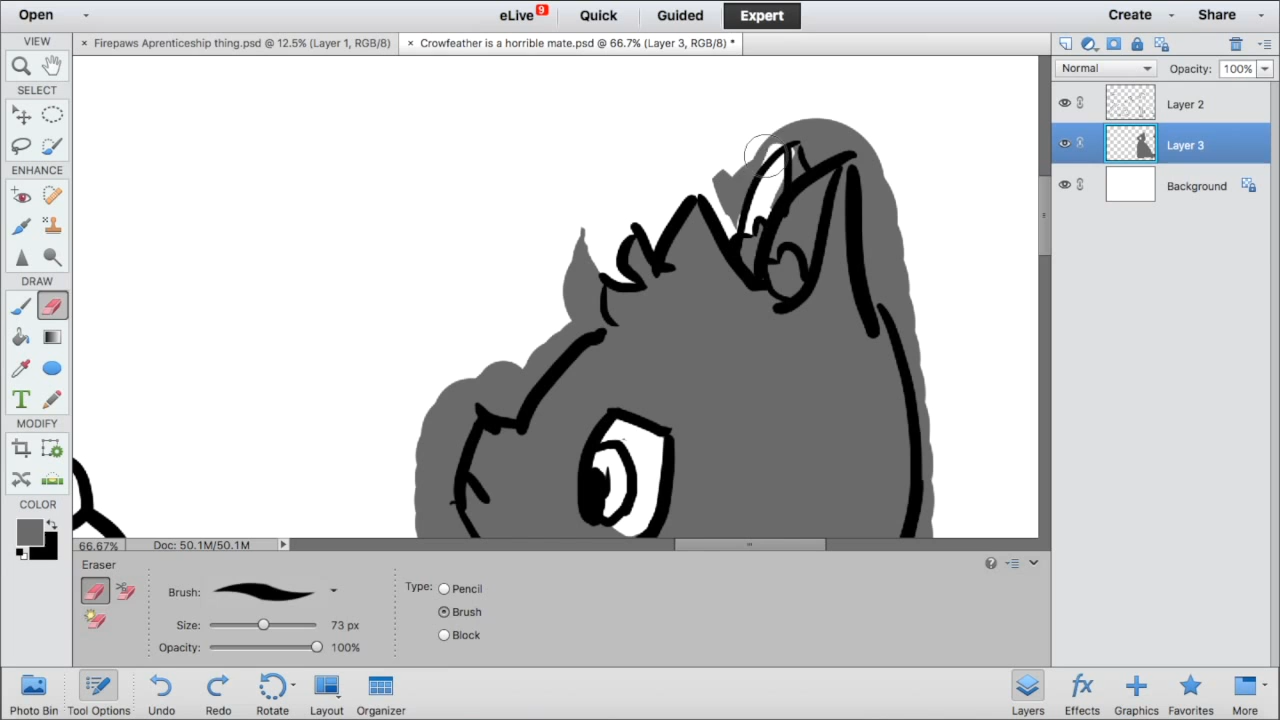 Open
eLive 9
Quick
Guided
Expert
Create
Share
× Firepaws Aprenticeship thing.psd @ 12.5% (Layer 1, RGB/8)
× Crowfeather is a horrible mate.psd @ 66.7% (Layer 3, RGB/8) *
VIEW
SELECT
ENHANCE
DRAW
T
MODIFY
COLOR
Normal
Opacity: 100%
Layer 2
Layer 3
Background
66.67%
Doc: 50.1M/50.1M
Eraser
Brush:
Size: 73 px
Opacity: 100%
Type:
Pencil
Brush
Block
Photo Bin
Tool Options
Undo
Redo
Rotate
Layout
Organizer
Layers
fx
Effects
Graphics
Favorites
More